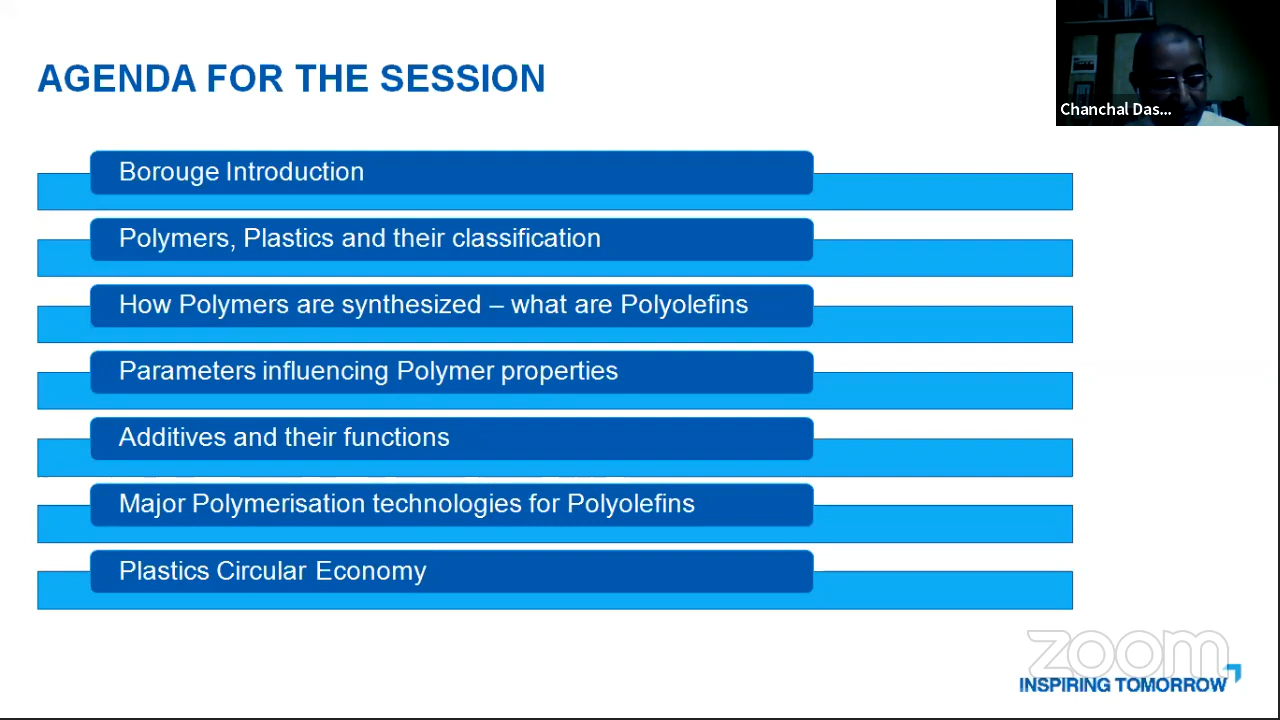 AGENDA FOR THE SESSION
Chanchal Das...
Borouge Introduction
Polymers, Plastics and their classification
How Polymers are synthesized – what are Polyolefins
Parameters influencing Polymer properties
Additives and their functions
Major Polymerisation technologies for Polyolefins
Plastics Circular Economy
zoom
INSPIRING TOMORROW